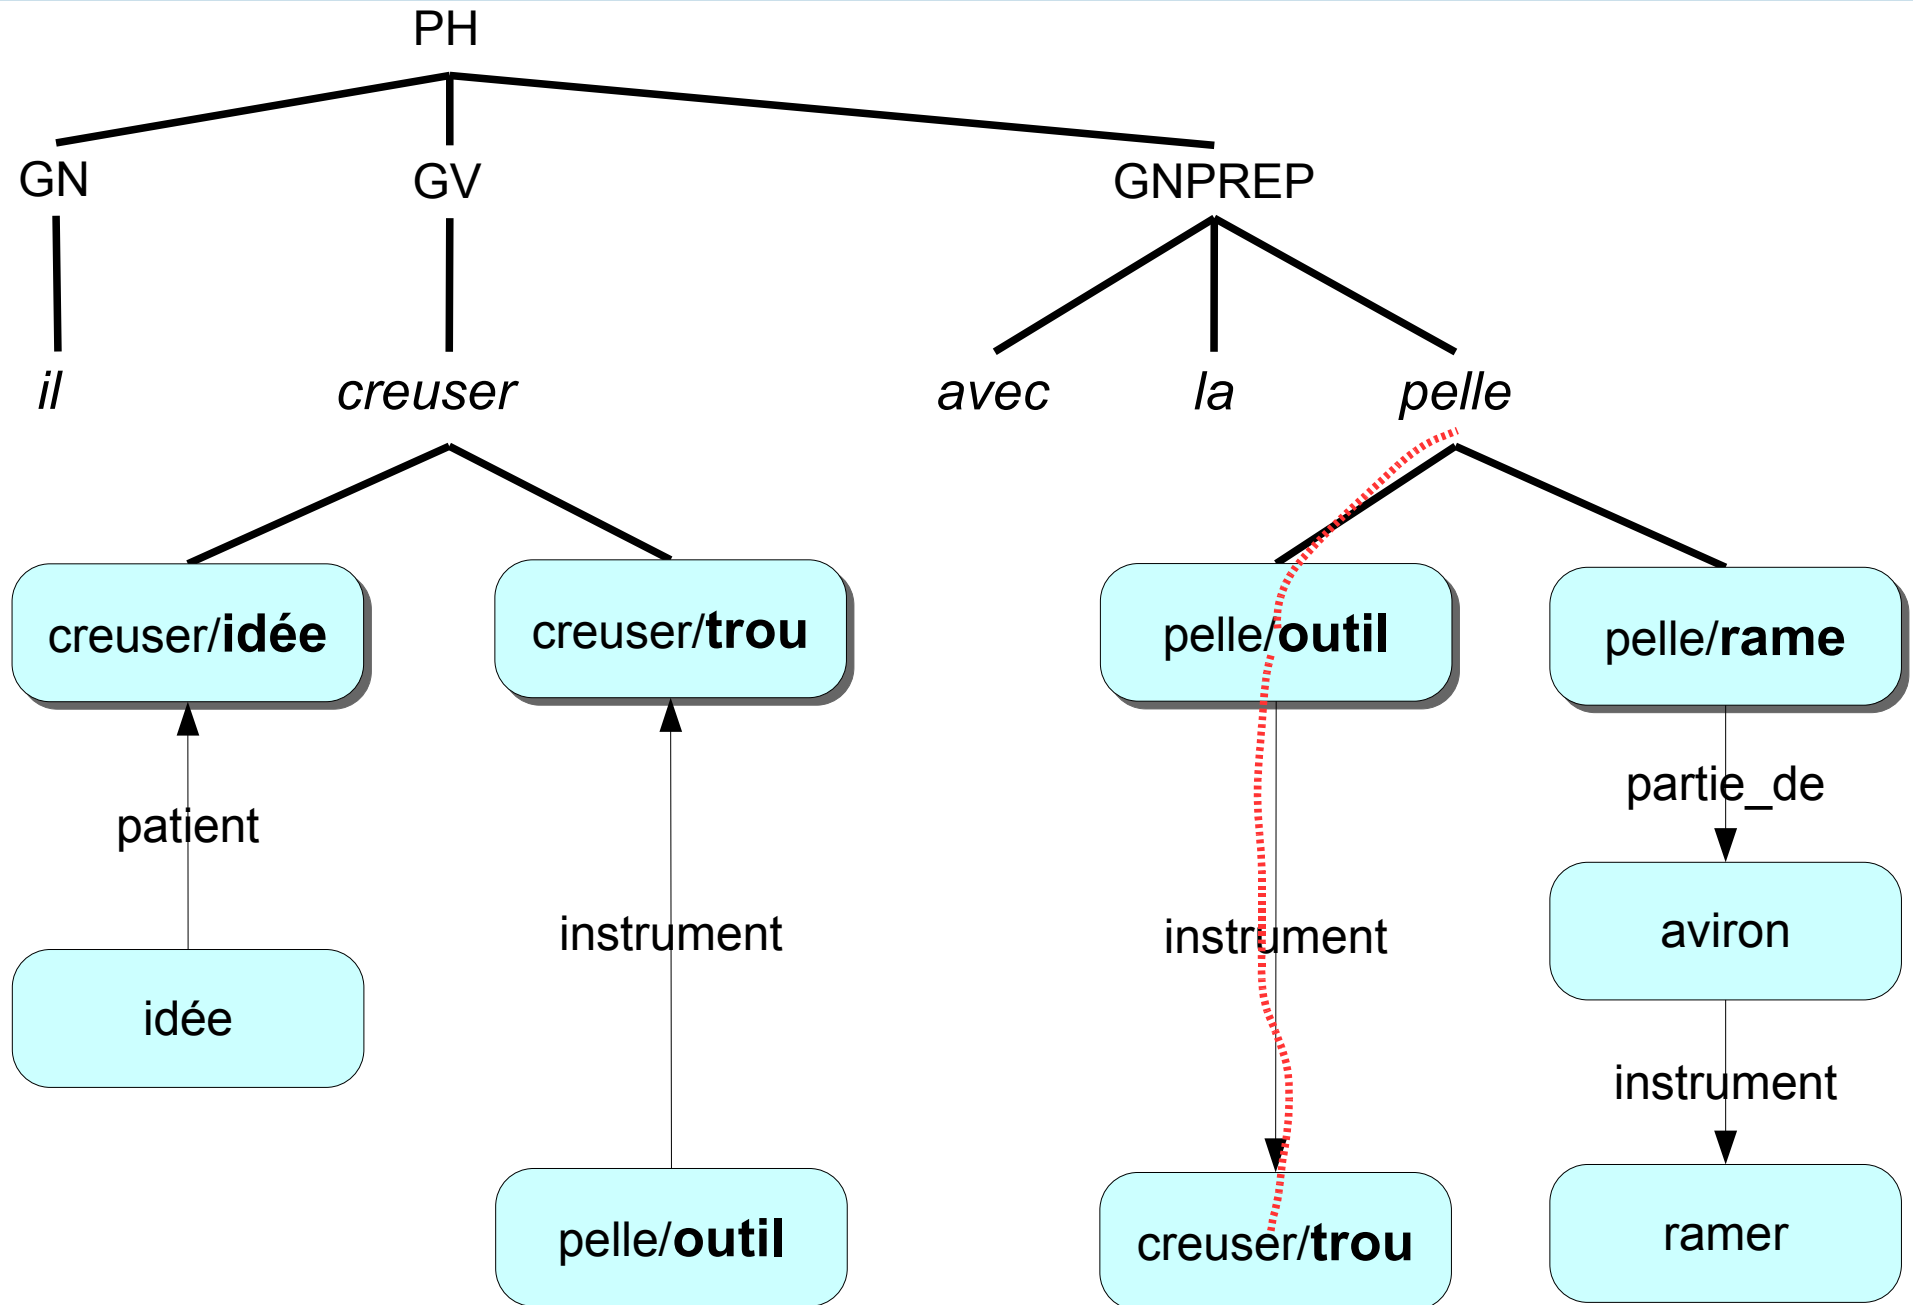 PH
GN
GV
GNPREP
il
creuser
avec
la
pelle
creuser/idée
creuser/trou
pelle/outil
pelle/rame
partie_de
patient
instrument
instrument
aviron
idée
instrument
pelle/outil
creuser/trou
ramer